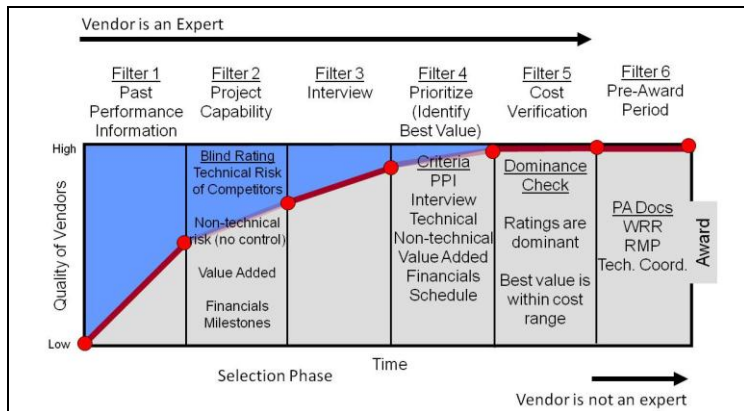 Vendor is an Expert
Filter 1
Past
Performance
Information
Filter 2
Project
Capability
Filter 3
Interview
Filter 4
Prioritize
(Identify
Best Value)
Filter 5
Cost
Verification
Filter 6
Pre-Award
Period
High
Quality of Vendors
Low
Blind Rating
Technical Risk
of Competitors
Non-technical
risk (no control)
Value Added
Financials
Milestones
Criteria
PPI
Interview
Technical
Non-technical
Value Added
Financials
Schedule
Dominance
Check
Ratings are
dominant
Best value is
within cost
range
PA Docs
WRR
RMP
Tech. Coord.
Award
Time
Selection Phase
Vendor is not an expert